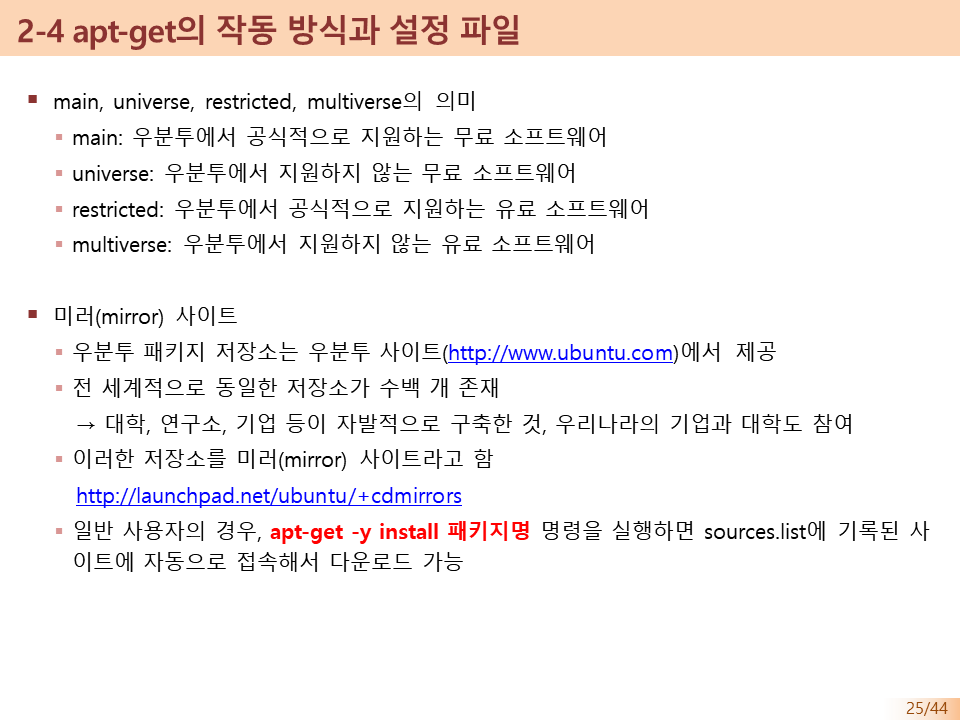 2-4 apt-get의 작동 방식과 설정 파일
▪ main, universe, restricted, multiverse의 의미
▪ main: 우분투에서 공식적으로 지원하는 무료 소프트웨어
▪ universe: 우분투에서 지원하지 않는 무료 소프트웨어
▪ restricted: 우분투에서 공식적으로 지원하는 유료 소프트웨어
▪ multiverse: 우분투에서 지원하지 않는 유료 소프트웨어
▪ 미러(mirror) 사이트
▪ 우분투 패키지 저장소는 우분투 사이트(http://www.ubuntu.com)에서 제공
▪ 전 세계적으로 동일한 저장소가 수백 개 존재
→ 대학, 연구소, 기업 등이 자발적으로 구축한 것, 우리나라의 기업과 대학도 참여
▪ 이러한 저장소를 미러(mirror) 사이트라고 함
http://launchpad.net/ubuntu/+cdmirrors
▪ 일반 사용자의 경우, apt-get -y install 패키지명 명령을 실행하면 sources.list에 기록된 사
이트에 자동으로 접속해서 다운로드 가능
25/44